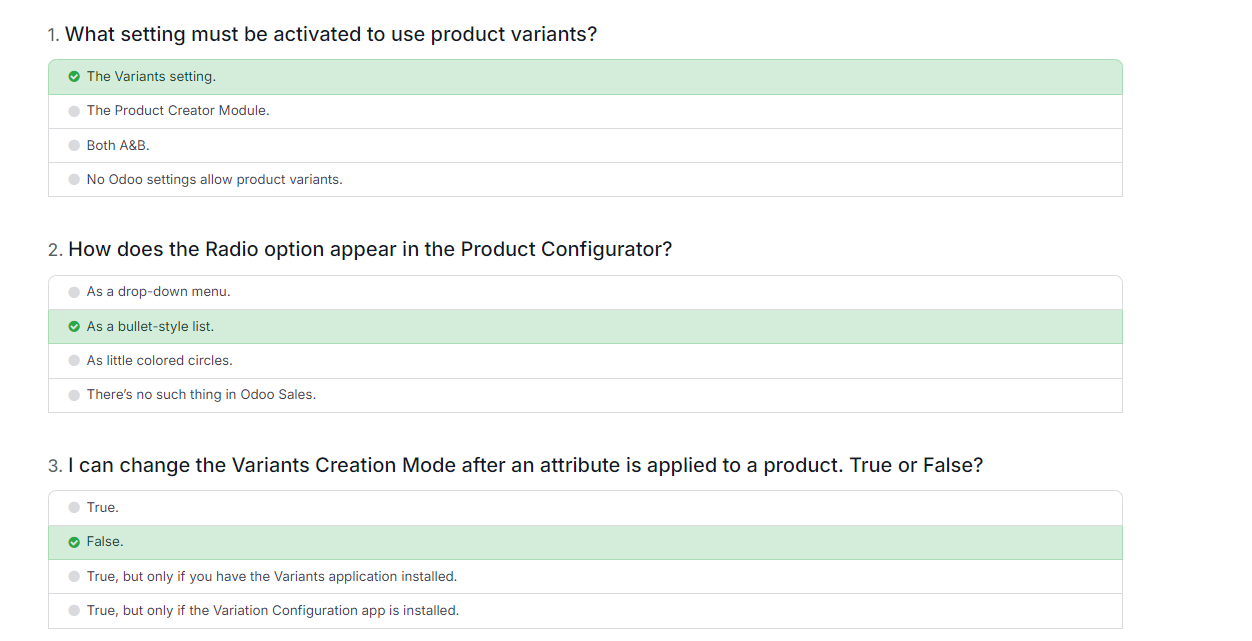 1. What setting must be activated to use product variants?
The Variants setting.
The Product Creator Module.
Both A&B.
No Odoo settings allow product variants.
2. How does the Radio option appear in the Product Configurator?
As a drop-down menu.
As a bullet-style list.
As little colored circles.
There’s no such thing in Odoo Sales.
3. I can change the Variants Creation Mode after an attribute is applied to a product. True or False?
True.
False.
True, but only if you have the Variants application installed.
True, but only if the Variation Configuration app is installed.